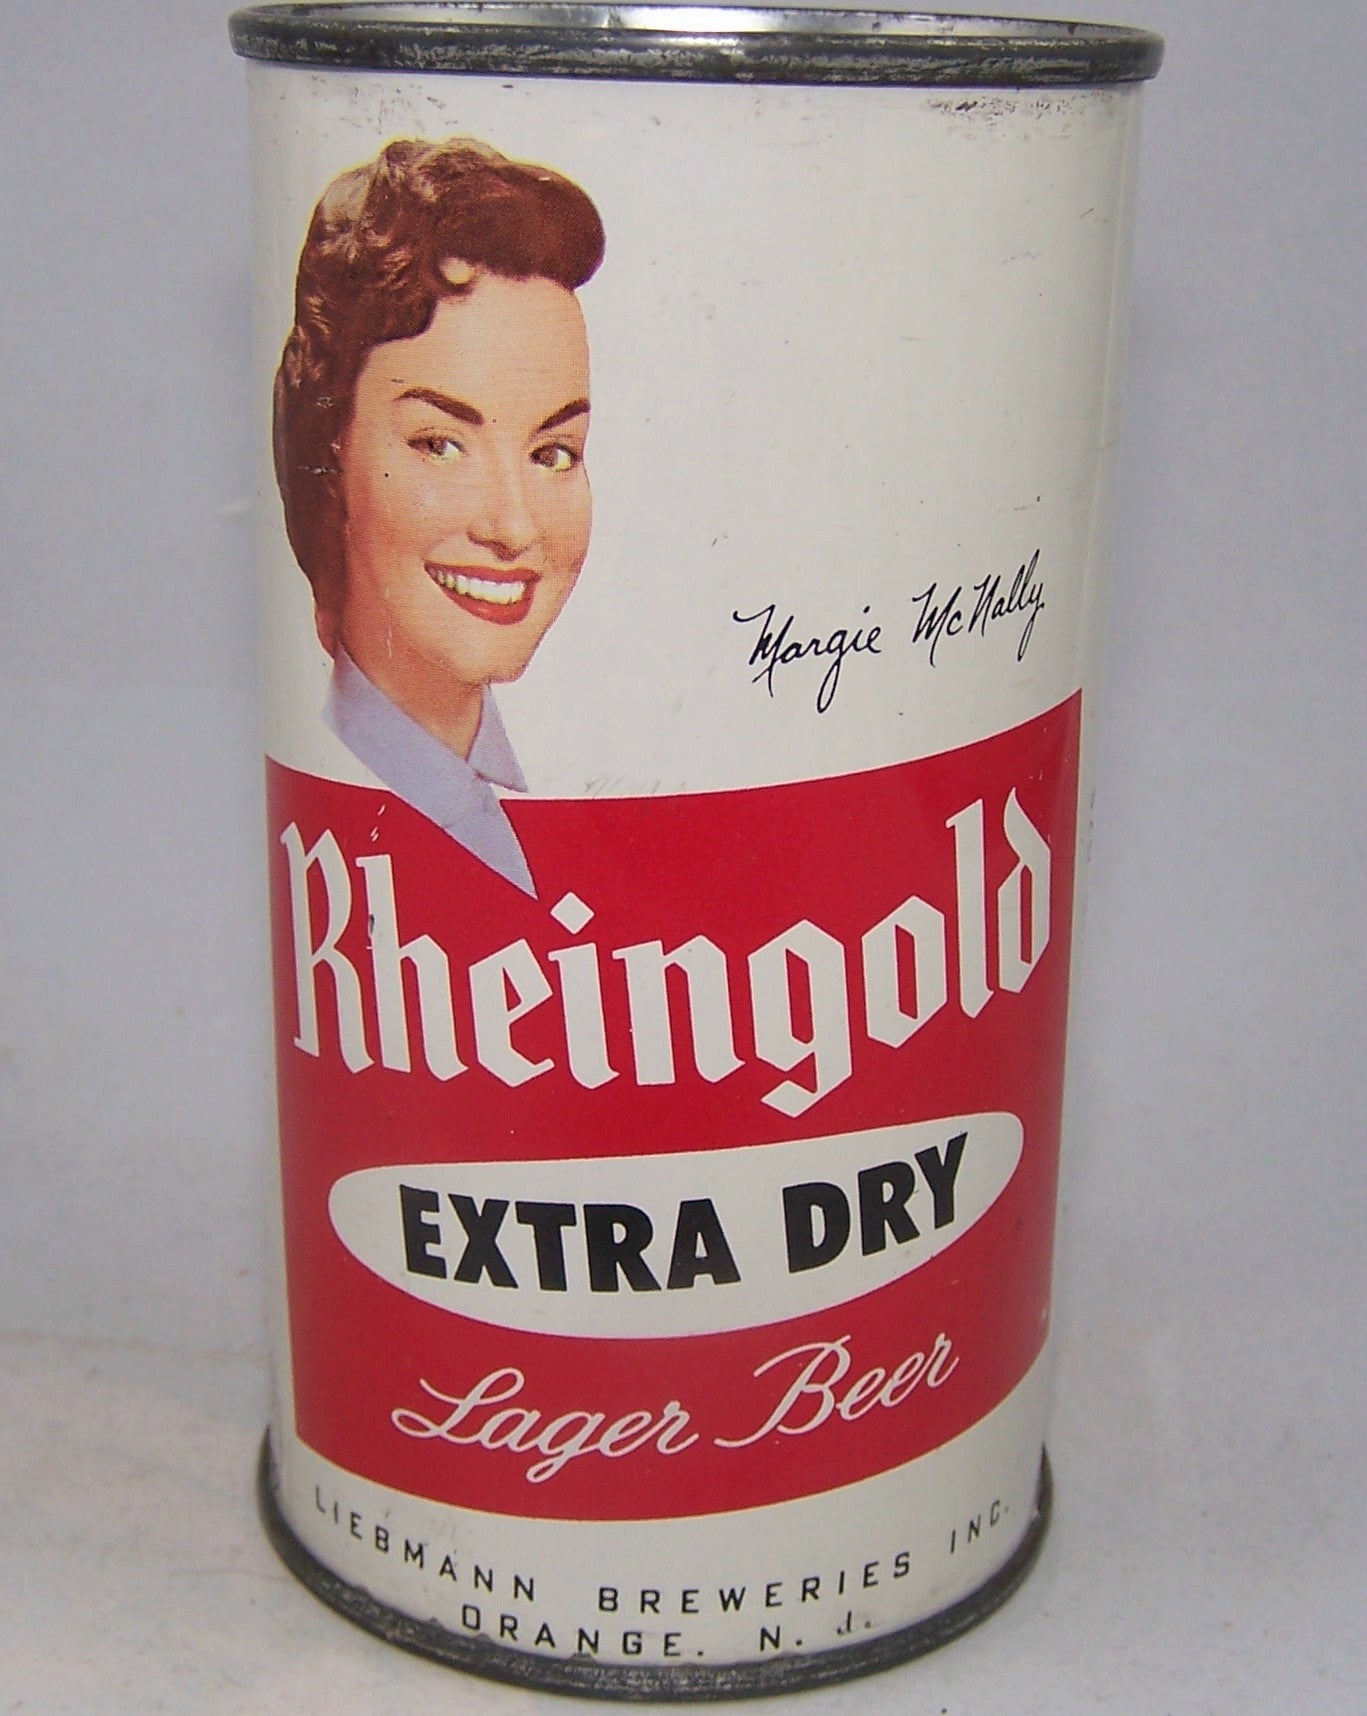 Margie McNally
Rheingold
EXTRA DRY
Lager Beer
LIEBMANN BREWERIES INC.
ORANGE. N. J.